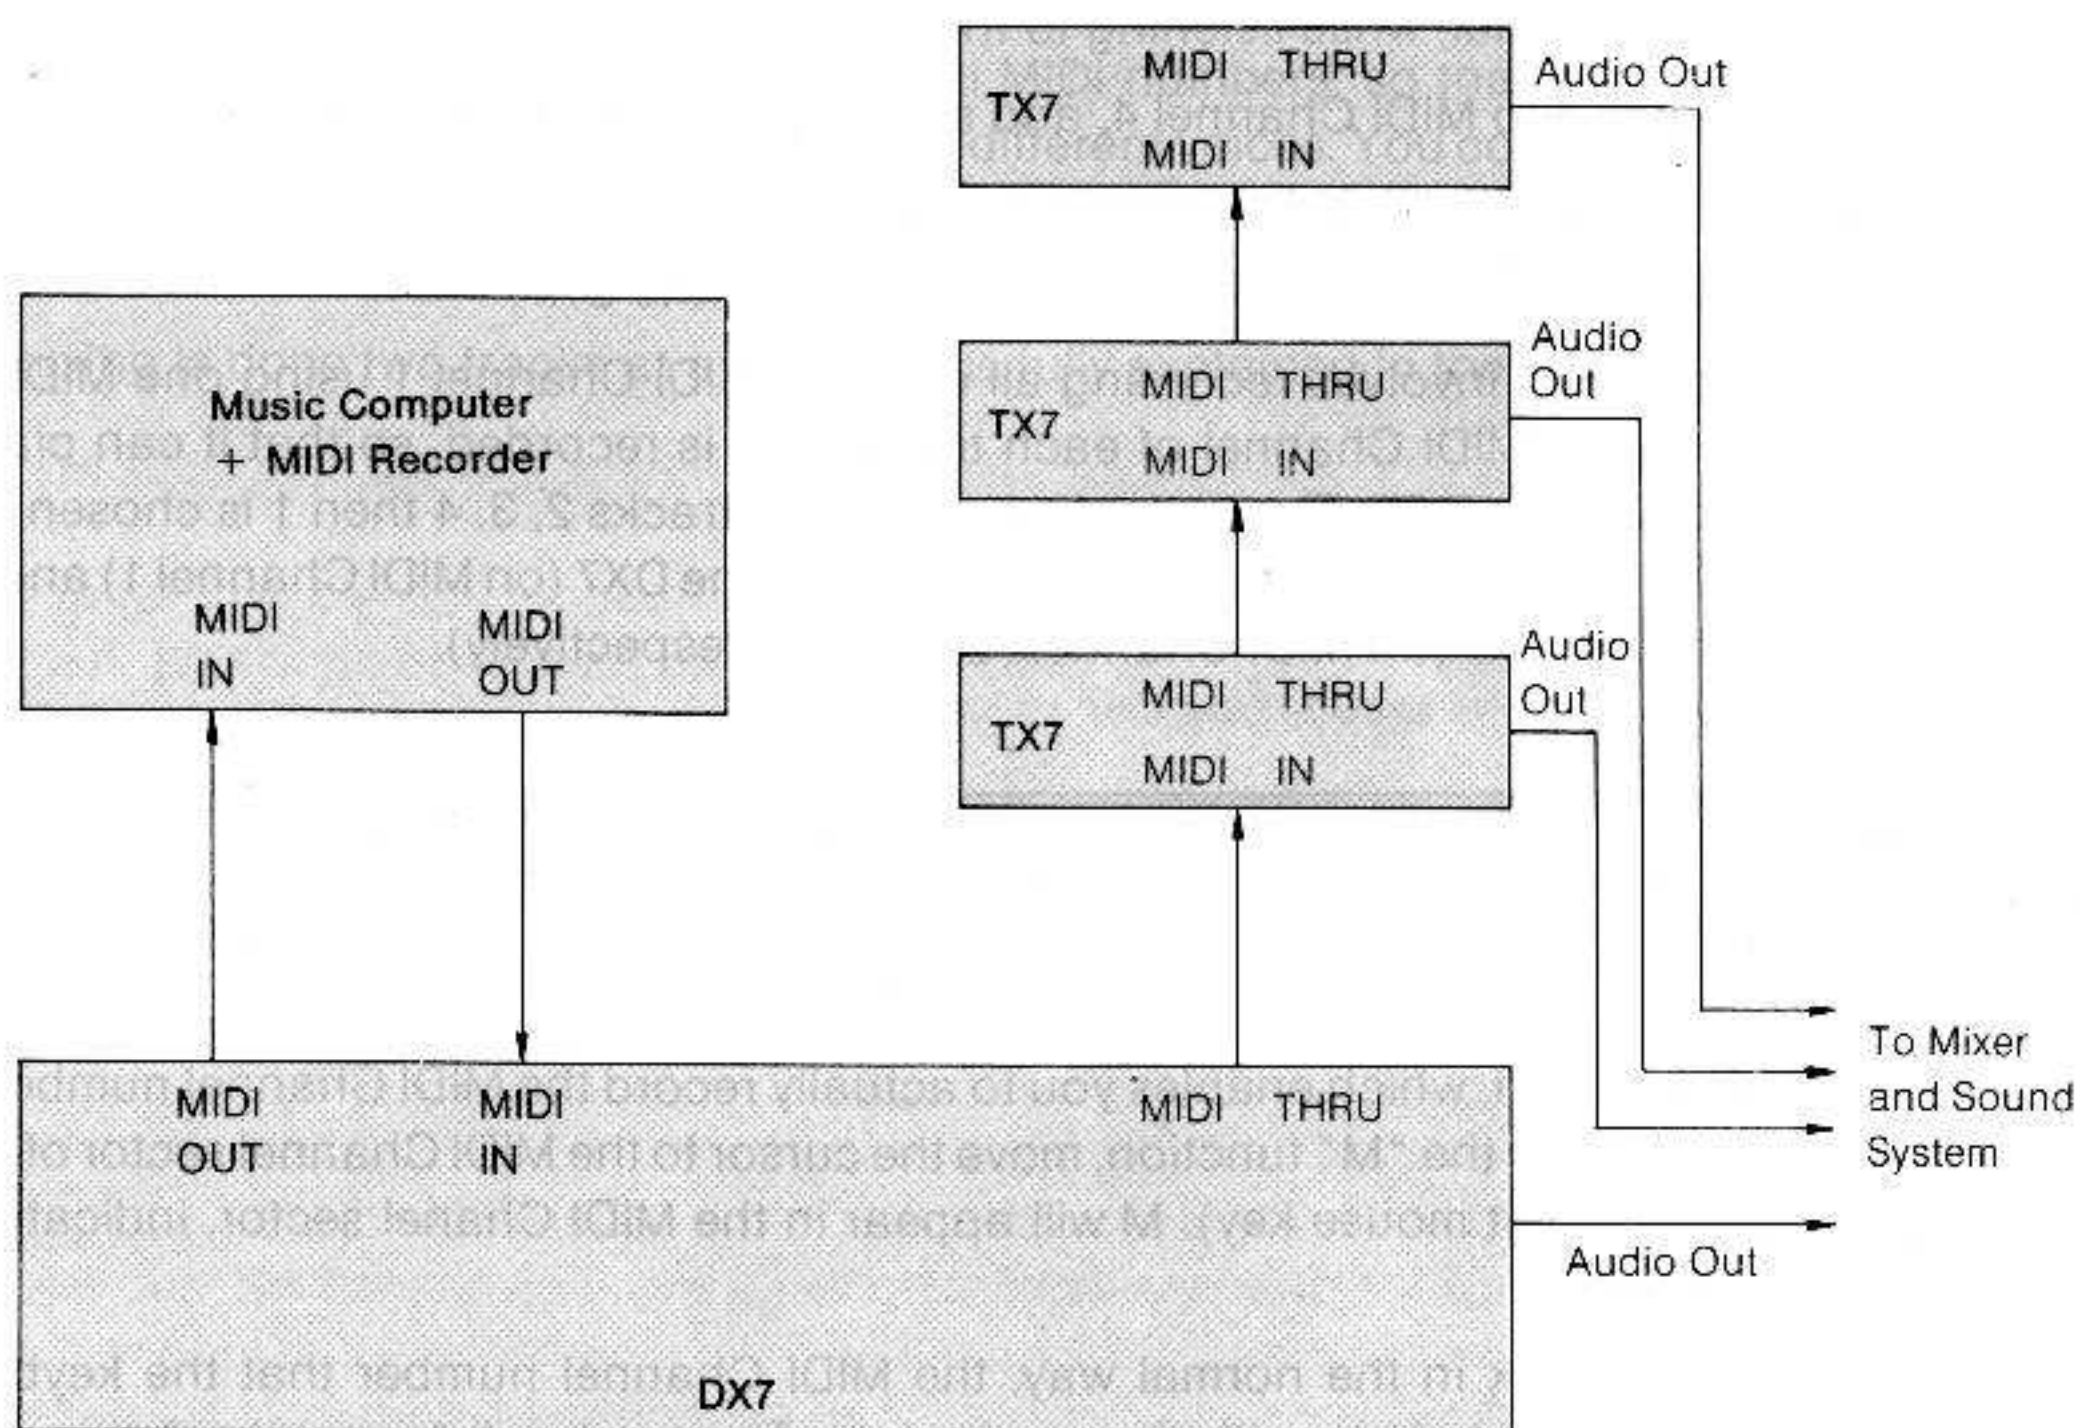 MIDI THRU
TX7
MIDI IN
Audio Out
Music Computer
+ MIDI Recorder
MIDI
IN
MIDI
OUT
MIDI THRU
TX7
MIDI IN
Audio
Out
MIDI THRU
TX7
MIDI IN
Audio
Out
MIDI
OUT
MIDI
IN
MIDI THRU
DX7
To Mixer
and Sound
System
Audio Out